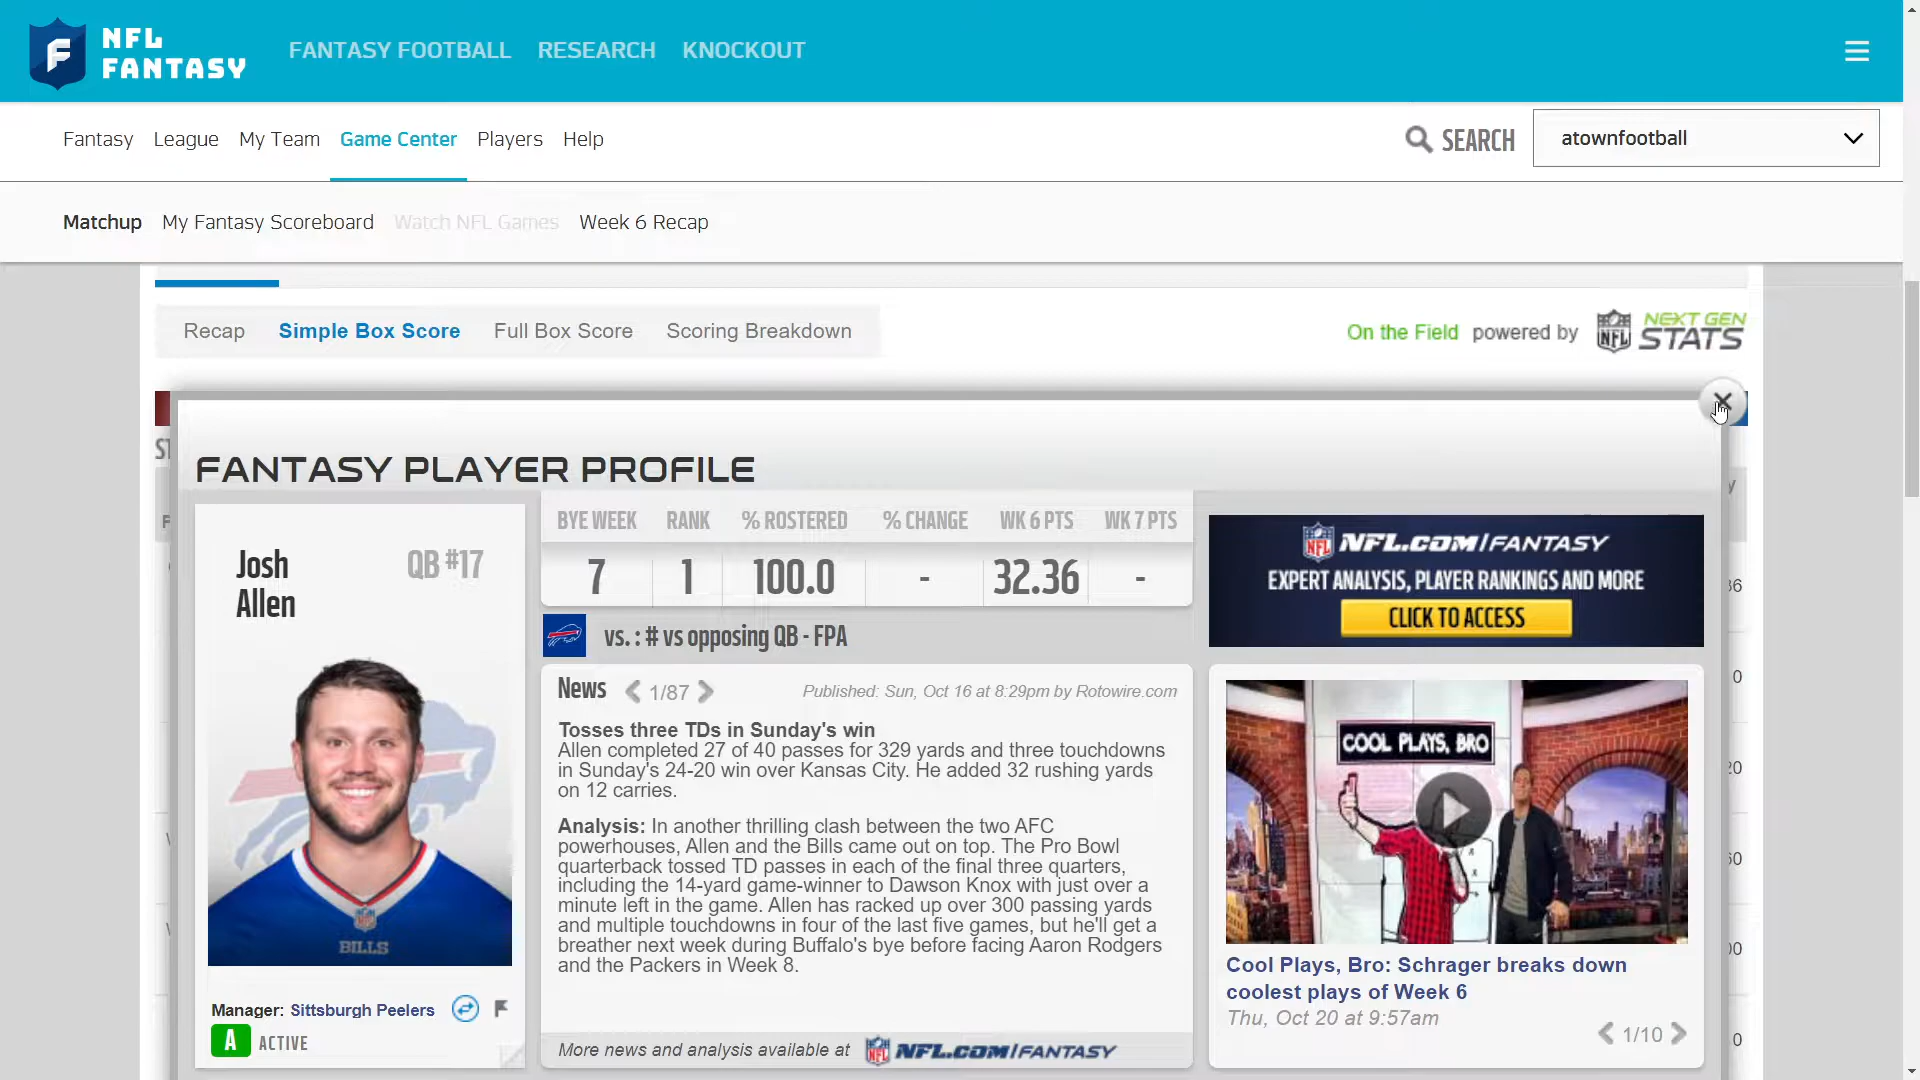 NFL
FANTASY
FANTASY FOOTBALL RESEARCH KNOCKOUT
Fantasy League My Team Game Center Players Help
SEARCH
atownfootball
Matchup My Fantasy Scoreboard Watch NFL Games Week 6 Recap
Recap Simple Box Score Full Box Score Scoring Breakdown
On the Field powered by
NFL
NEXT GEN
STATS
FANTASY PLAYER PROFILE
Josh
Allen
QB #17
BILLS
Manager: Sittsburgh Peelers
A ACTIVE
BYE WEEK RANK % ROSTERED % CHANGE WK 6 PTS WK 7 PTS
7 1 100.0 - 32.36 -
vs. : # vs opposing QB - FPA
News 1/87 Published: Sun, Oct 16 at 8:29pm by Rotowire.com
Tosses three TDs in Sunday's win
Allen completed 27 of 40 passes for 329 yards and three touchdowns
in Sunday's 24-20 win over Kansas City. He added 32 rushing yards
on 12 carries.
Analysis: In another thrilling clash between the two AFC
powerhouses, Allen and the Bills came out on top. The Pro Bowl
quarterback tossed TD passes in each of the final three quarters,
including the 14-yard game-winner to Dawson Knox with just over a
minute left in the game. Allen has racked up over 300 passing yards
and multiple touchdowns in four of the last five games, but he'll get a
breather next week during Buffalo's bye before facing Aaron Rodgers
and the Packers in Week 8.
More news and analysis available at NFL NFL.COM/FANTASY
NFL NFL.COM/FANTASY
EXPERT ANALYSIS, PLAYER RANKINGS AND MORE
CLICK TO ACCESS
COOL PLAYS, BRO
Cool Plays, Bro: Schrager breaks down
coolest plays of Week 6
Thu, Oct 20 at 9:57am
1/10